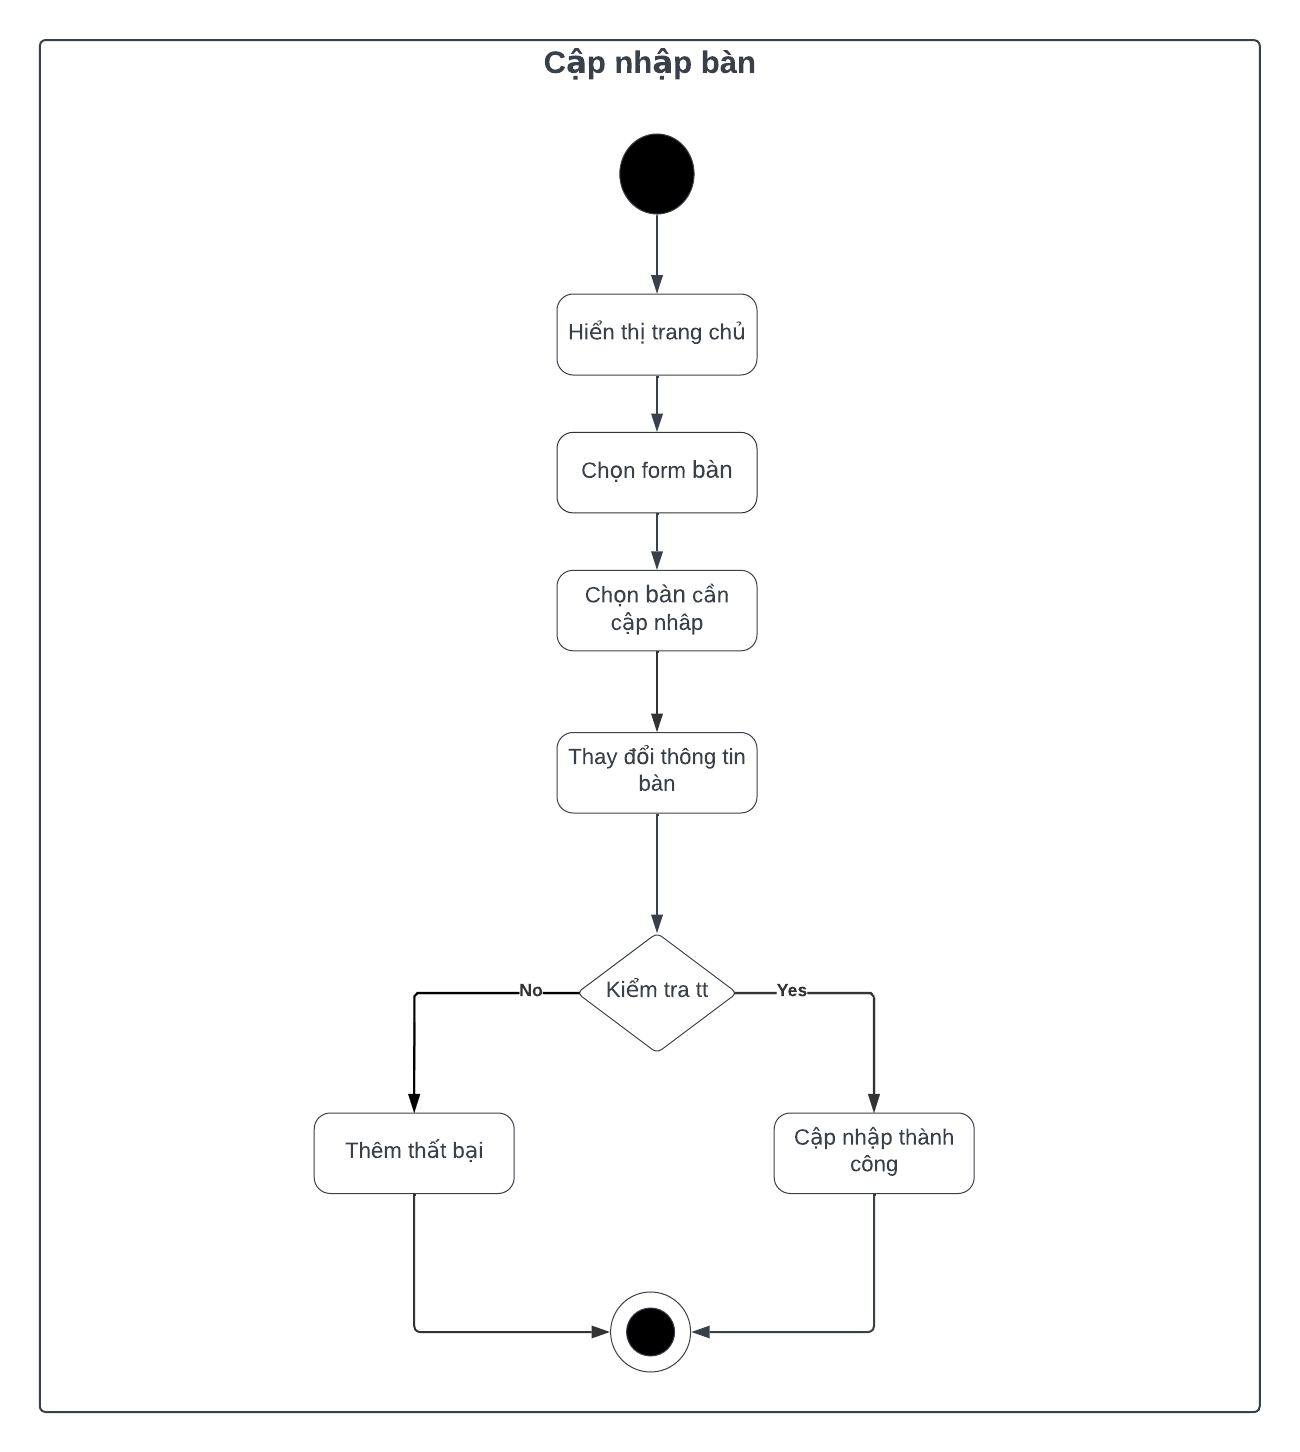 Cập nhập bàn
Hiển thị trang chủ
Chọn form bàn
Chọn bàn cần
cập nhâp
Thay đổi thông tin
bàn
Kiểm tra tt
No
Yes
Thêm thất bại
Cập nhập thành
công